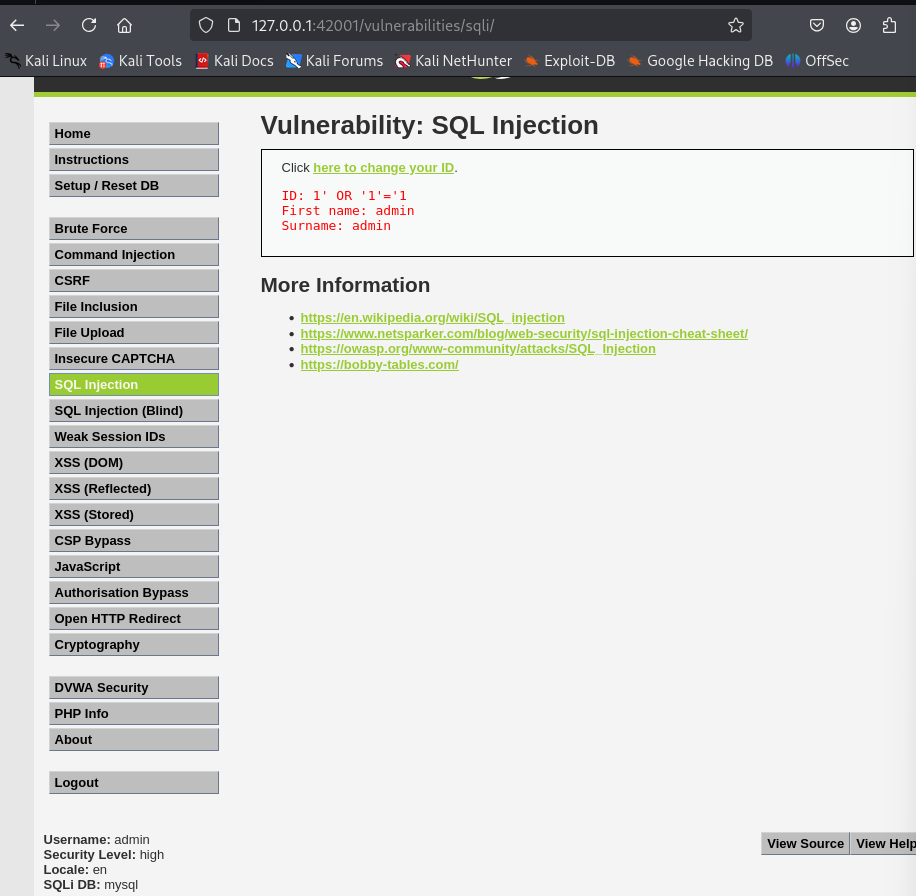 127.0.0.1:42001/vulnerabilities/sqli/
Kali Linux Kali Tools Kali Docs Kali Forums Kali NetHunter Exploit-DB Google Hacking DB OffSec
Home
Instructions
Setup / Reset DB
Brute Force
Command Injection
CSRF
File Inclusion
File Upload
Insecure CAPTCHA
SQL Injection
SQL Injection (Blind)
Weak Session IDs
XSS (DOM)
XSS (Reflected)
XSS (Stored)
CSP Bypass
JavaScript
Authorisation Bypass
Open HTTP Redirect
Cryptography
DVWA Security
PHP Info
About
Logout
Vulnerability: SQL Injection
Click here to change your ID.
ID: 1' OR '1'='1
First name: admin
Surname: admin
More Information
https://en.wikipedia.org/wiki/SQL_injection
https://www.netsparker.com/blog/web-security/sql-injection-cheat-sheet/
https://owasp.org/www-community/attacks/SQL_Injection
https://bobby-tables.com/
Username: admin
Security Level: high
Locale: en
SQLi DB: mysql
View Source View Help